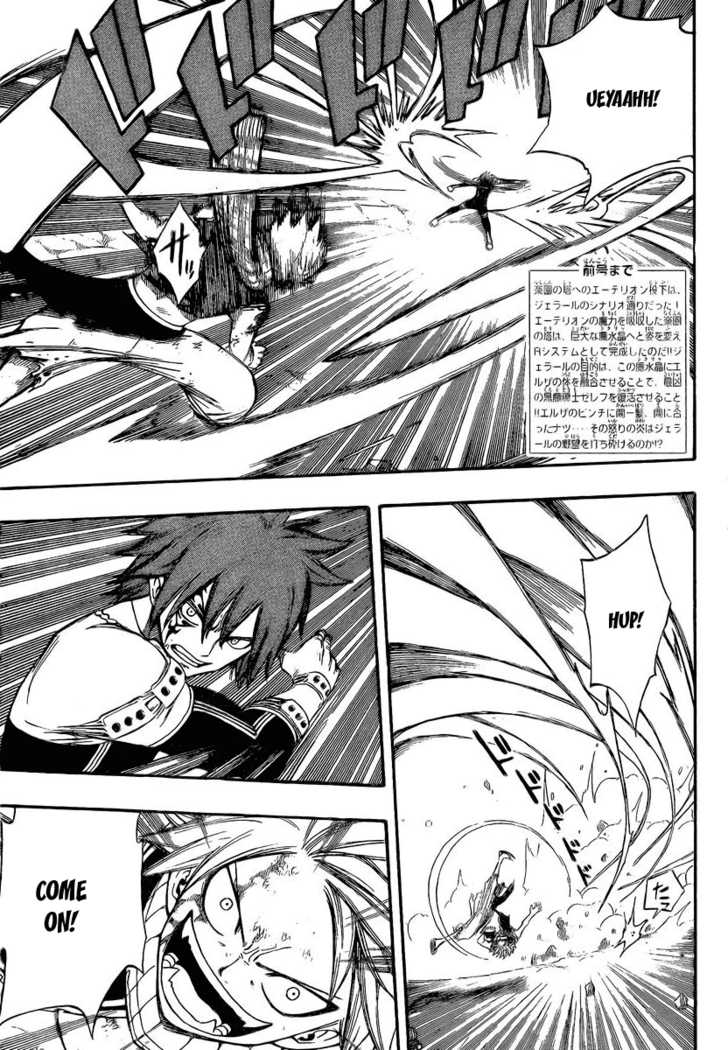 UEYAAHH!
ドドドドド
ザッ
前号まで
楽園の塔へのエーテリオン投下は、
ジェラールのシナリオ通りだった！
エーテリオンの魔力を吸収した楽園
の塔は、巨大な魔水晶へと姿を変え
Rシステムとして完成したのだ!!ジ
ェラールの目的は、この魔水晶にエ
ルザの体を融合させることで、
の黒魔導士ゼレフを復活させること
!!エルザのピンチに間一髪、間に合
ったナツ‥‥その怒りの炎はジェラ
ールの野望を打ち砕けるのか!?
HUP!
COME
ON!